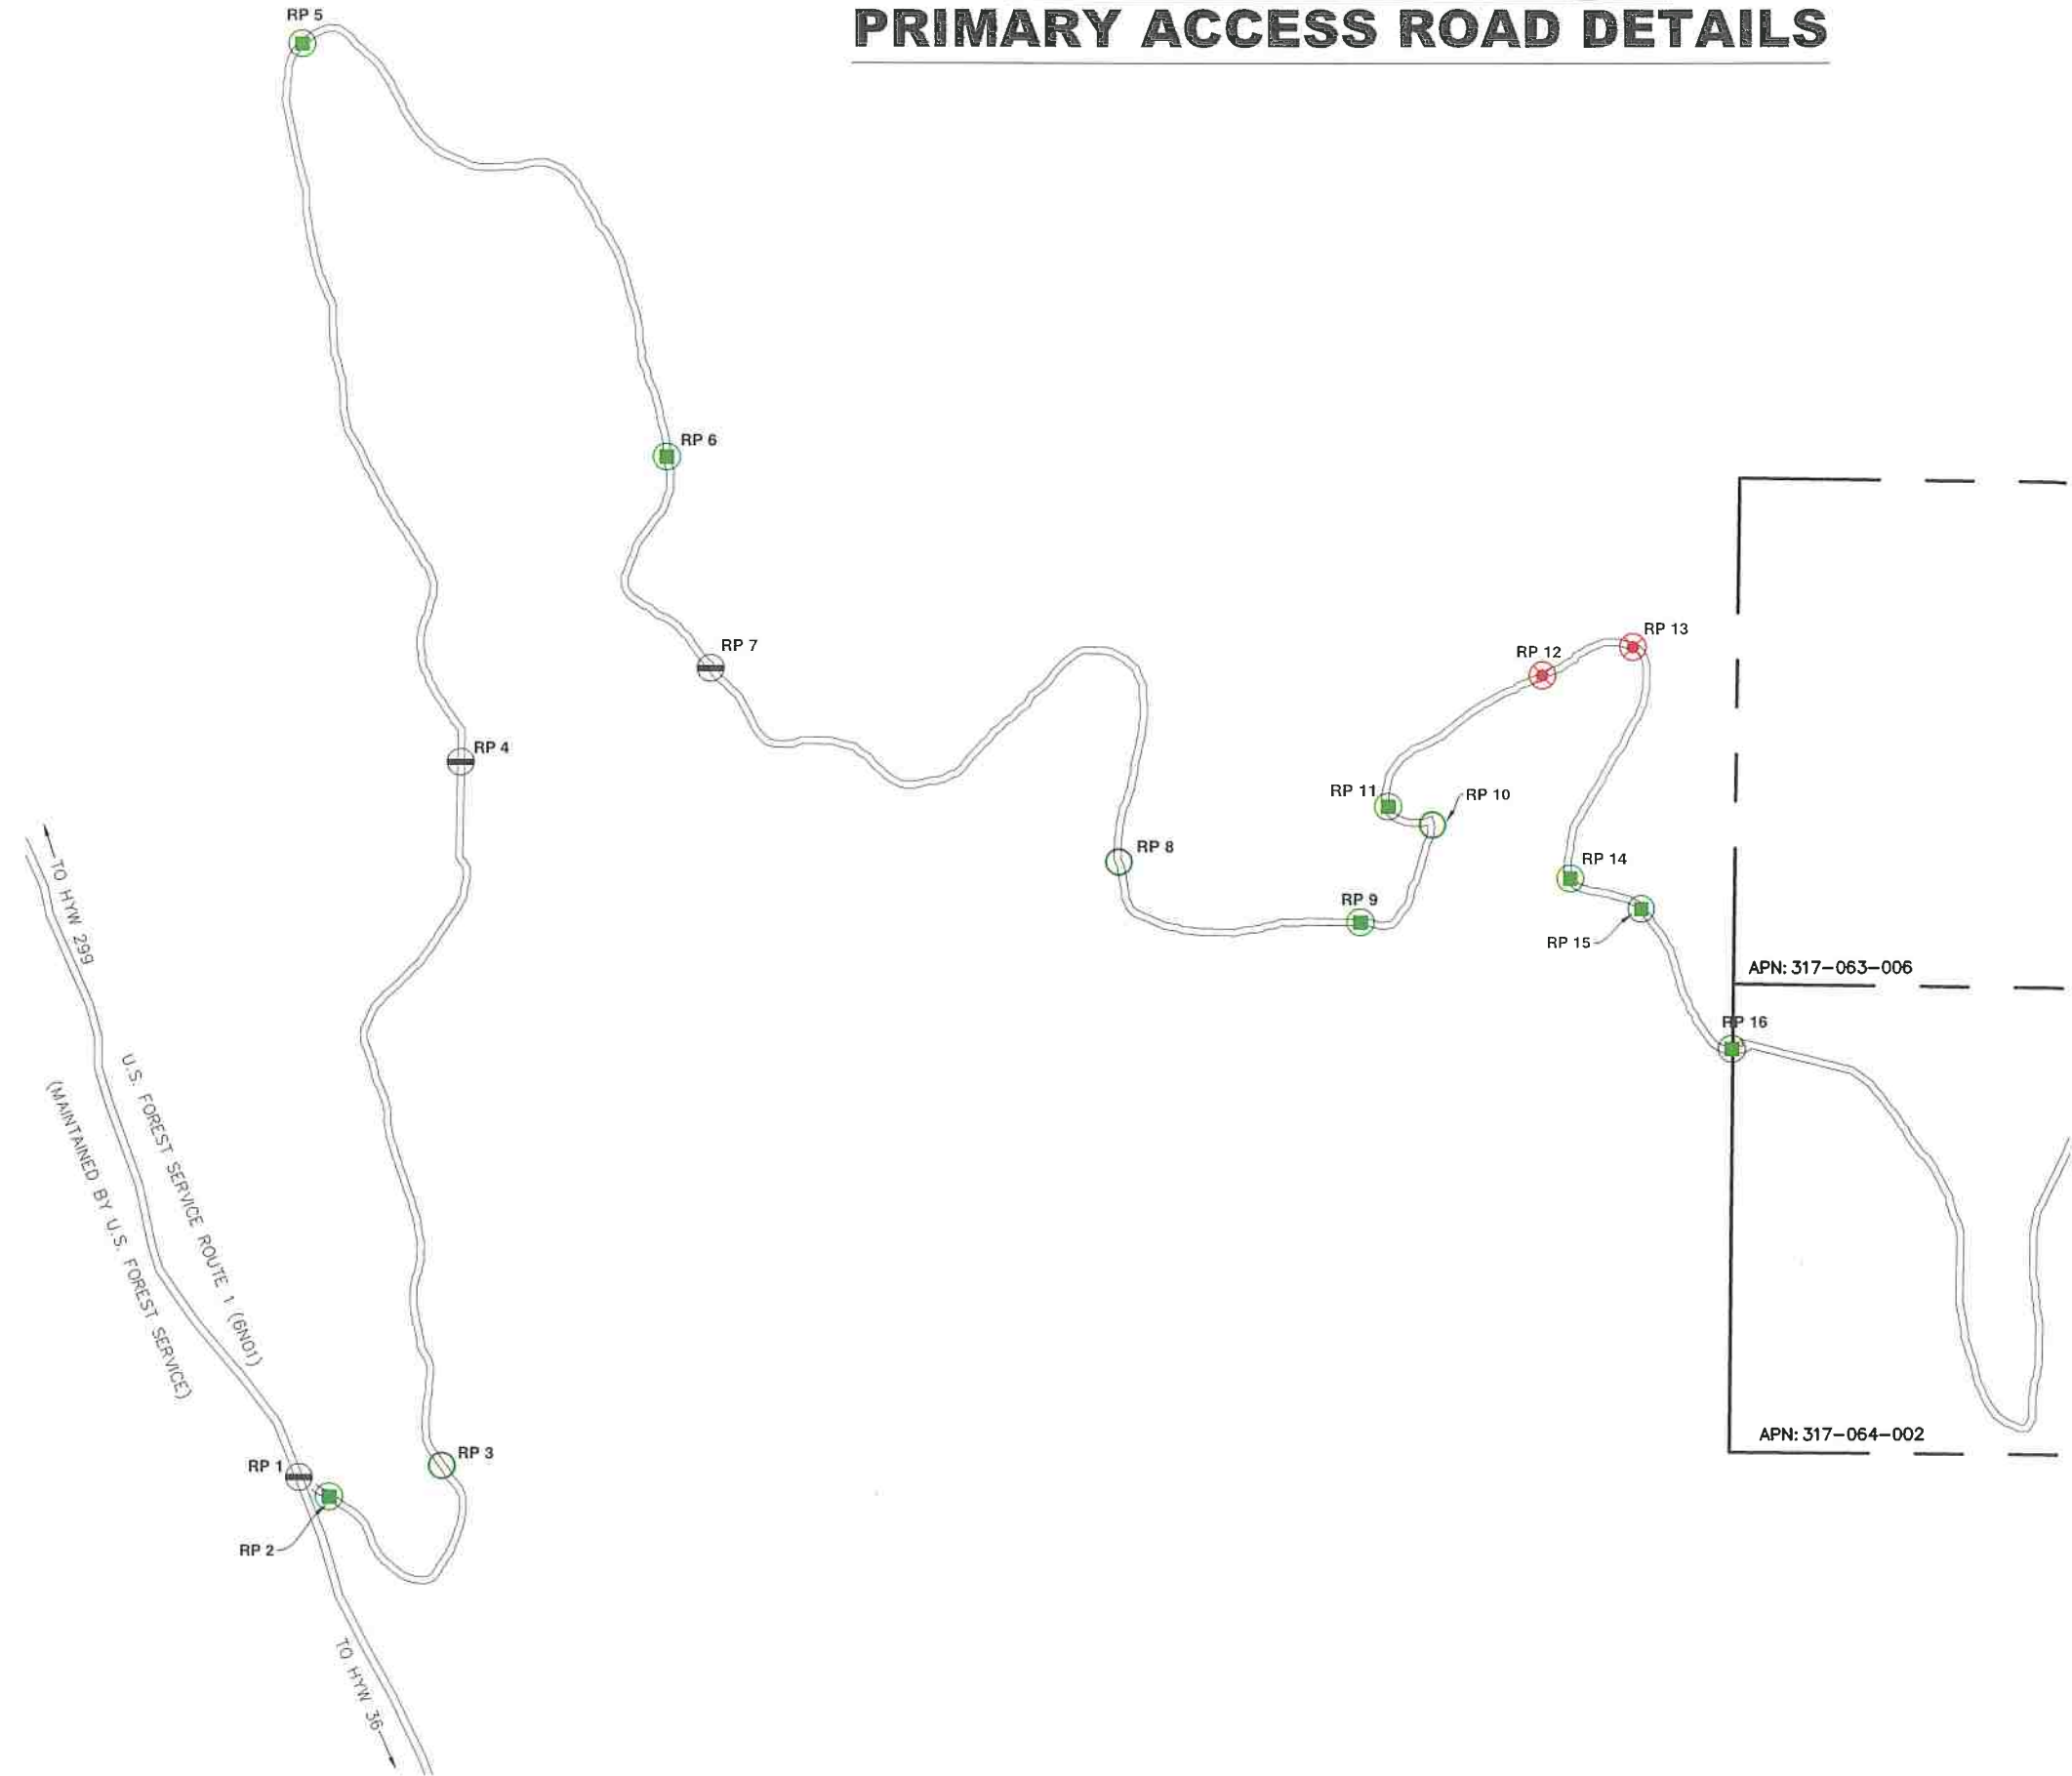 PRIMARY ACCESS ROAD DETAILS
RP 5
RP 6
RP 7
RP 4
RP 13
RP 12
RP 11
RP 10
RP 8
RP 14
RP 9
RP 15
APN: 317-063-006
RP 16
TO HYW 299
U.S. FOREST SERVICE ROUTE 1 (6N01)
(MAINTAINED BY U.S. FOREST SERVICE)
APN: 317-064-002
RP 3
RP 1
RP 2
TO HYW 36